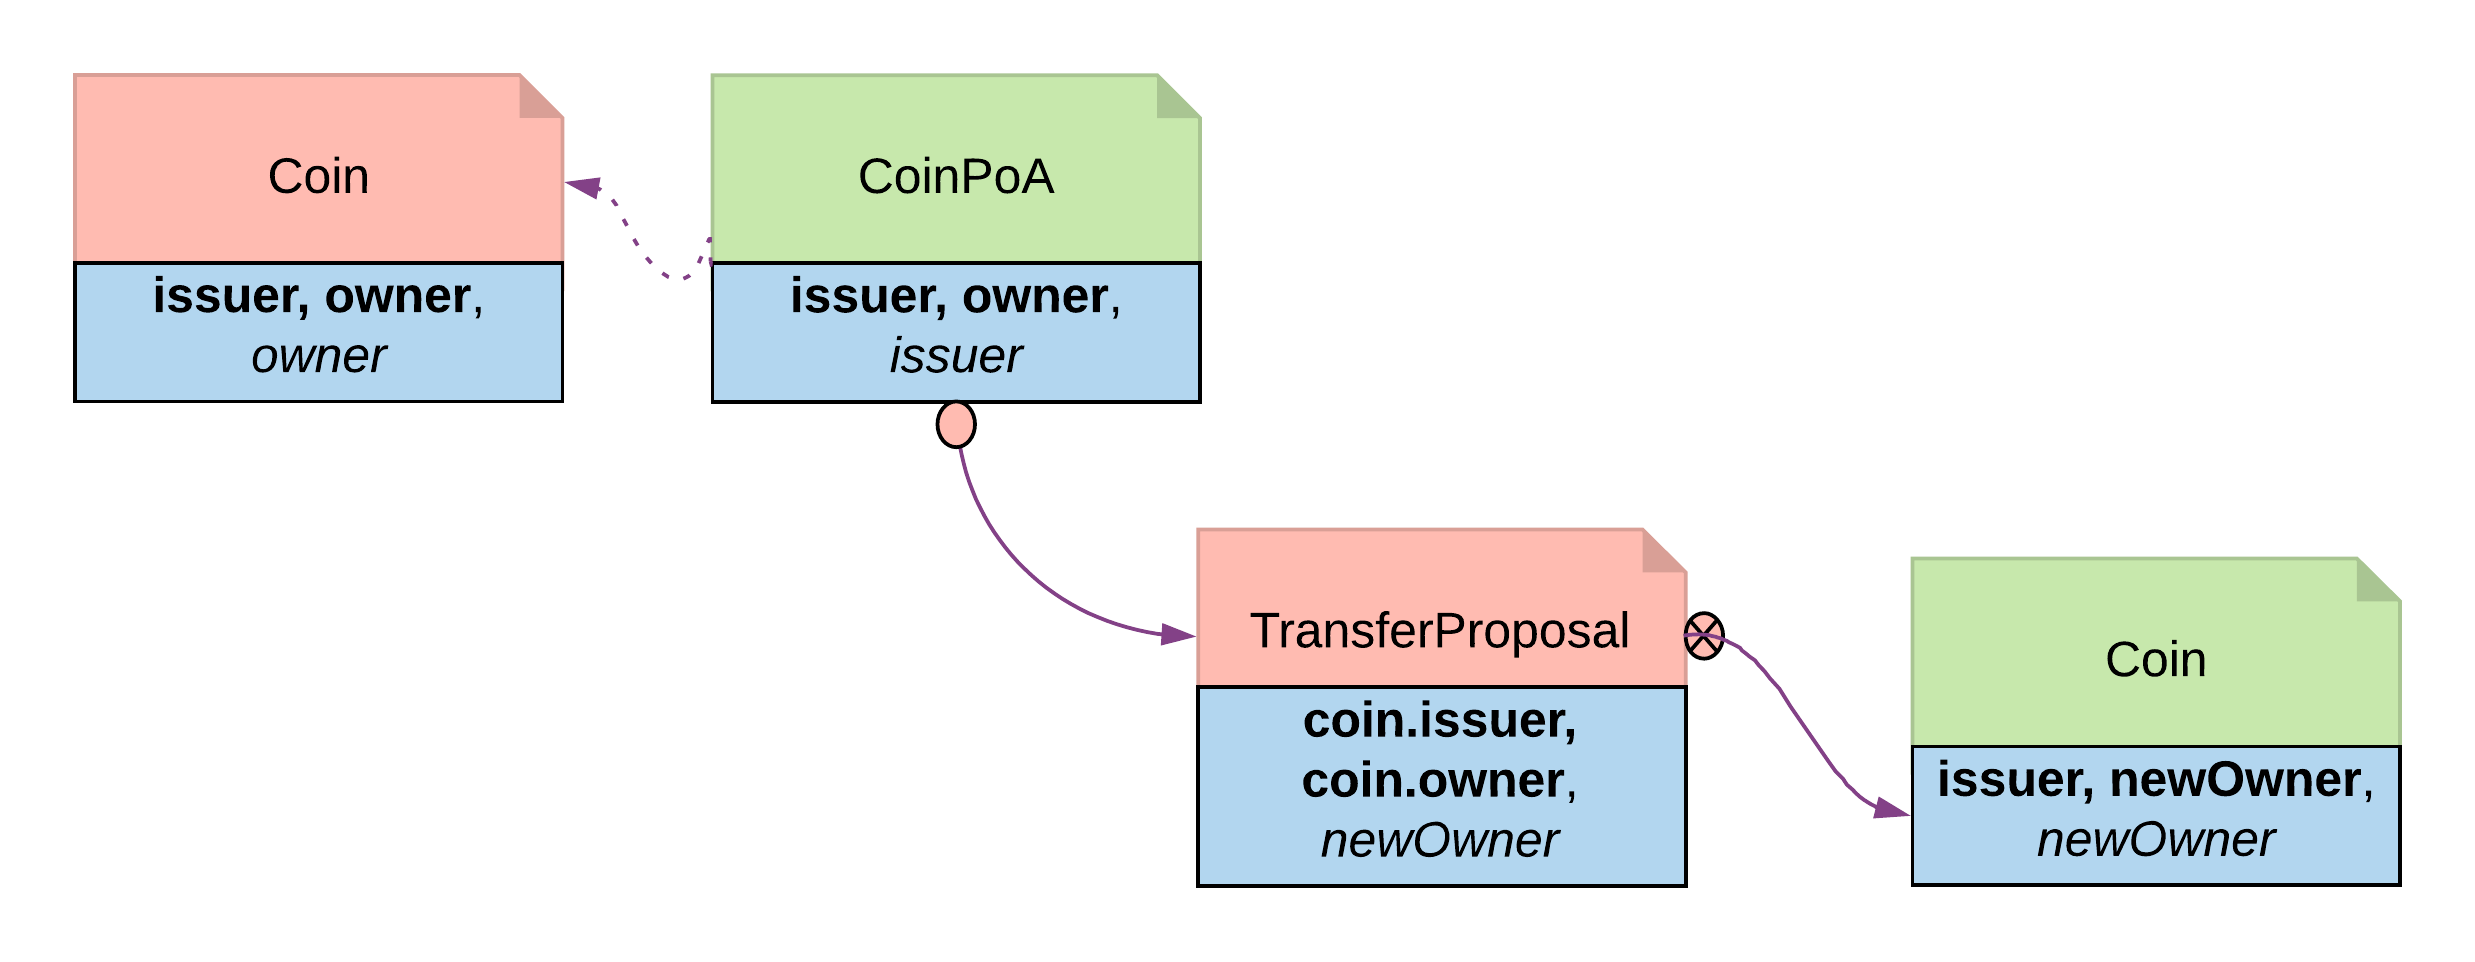 Coin
issuer, owner,
owner
CoinPoA
issuer, owner,
issuer
TransferProposal
coin.issuer,
coin.owner,
newOwner
Coin
issuer, newOwner,
newOwner